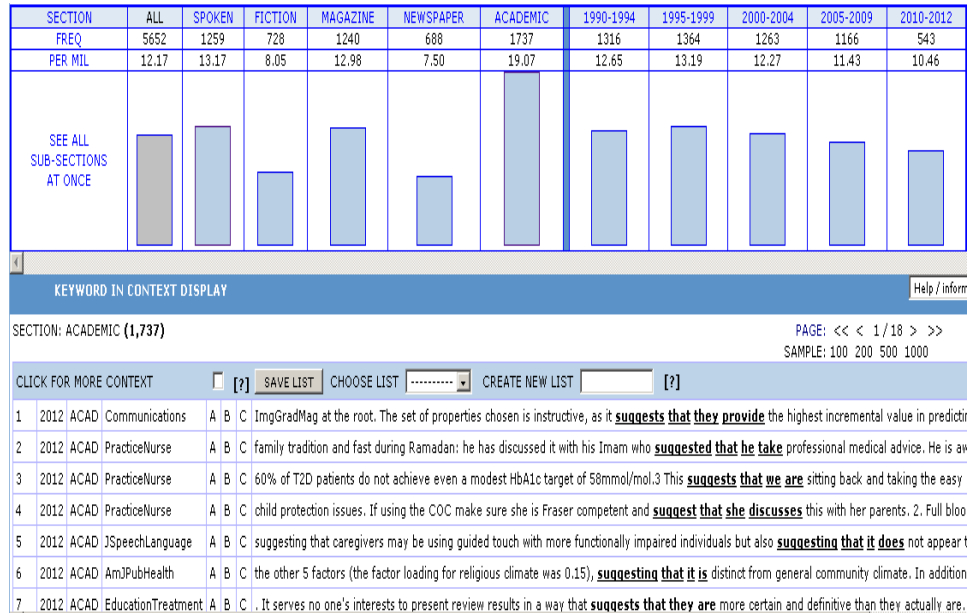 SECTION ALL SPOKEN FICTION MAGAZINE NEWSPAPER ACADEMIC 1990-1994 1995-1999 2000-2004 2005-2009 2010-2012
FREQ 5652 1259 728 1240 688 1737 1316 1364 1263 1166 543
PER MIL 12.17 13.17 8.05 12.98 7.50 19.07 12.65 13.19 12.27 11.43 10.46
SEE ALL
SUB-SECTIONS
AT ONCE
KEYWORD IN CONTEXT DISPLAY Help / inform
SECTION: ACADEMIC (1,737) PAGE: << < 1 / 18 > >>
SAMPLE: 100 200 500 1000
CLICK FOR MORE CONTEXT [?] SAVE LIST CHOOSE LIST ---------- CREATE NEW LIST [?]
1 2012 ACAD Communications A B C ImgGradMag at the root. The set of properties chosen is instructive, as it suggests that they provide the highest incremental value in predictin
2 2012 ACAD PracticeNurse A B C family tradition and fast during Ramadan: he has discussed it with his Imam who suggested that he take professional medical advice. He is aw
3 2012 ACAD PracticeNurse A B C 60% of T2D patients do not achieve even a modest HbA1c target of 58mmol/mol.3 This suggests that we are sitting back and taking the easy
4 2012 ACAD PracticeNurse A B C child protection issues. If using the COC make sure she is Fraser competent and suggest that she discusses this with her parents. 2. Full bloo
5 2012 ACAD JSpeechLanguage A B C suggesting that caregivers may be using guided touch with more functionally impaired individuals but also suggesting that it does not appear t
6 2012 ACAD AmJPubHealth A B C the other 5 factors (the factor loading for religious climate was 0.15), suggesting that it is distinct from general community climate. In addition
7 2012 ACAD EducationTreatment A B C . It serves no one's interests to present review results in a way that suggests that they are more certain and definitive than they actually are.